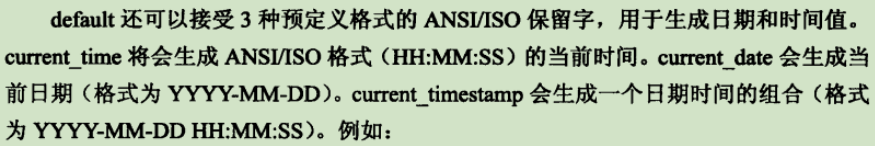 default 还可以接受 3 种预定义格式的 ANSI/ISO 保留字，用于生成日期和时间值。
current_time 将会生成 ANSI/ISO 格式（HH:MM:SS）的当前时间。current_date 会生成当
前日期（格式为 YYYY-MM-DD）。current_timestamp 会生成一个日期时间的组合（格式
为 YYYY-MM-DD HH:MM:SS）。例如：